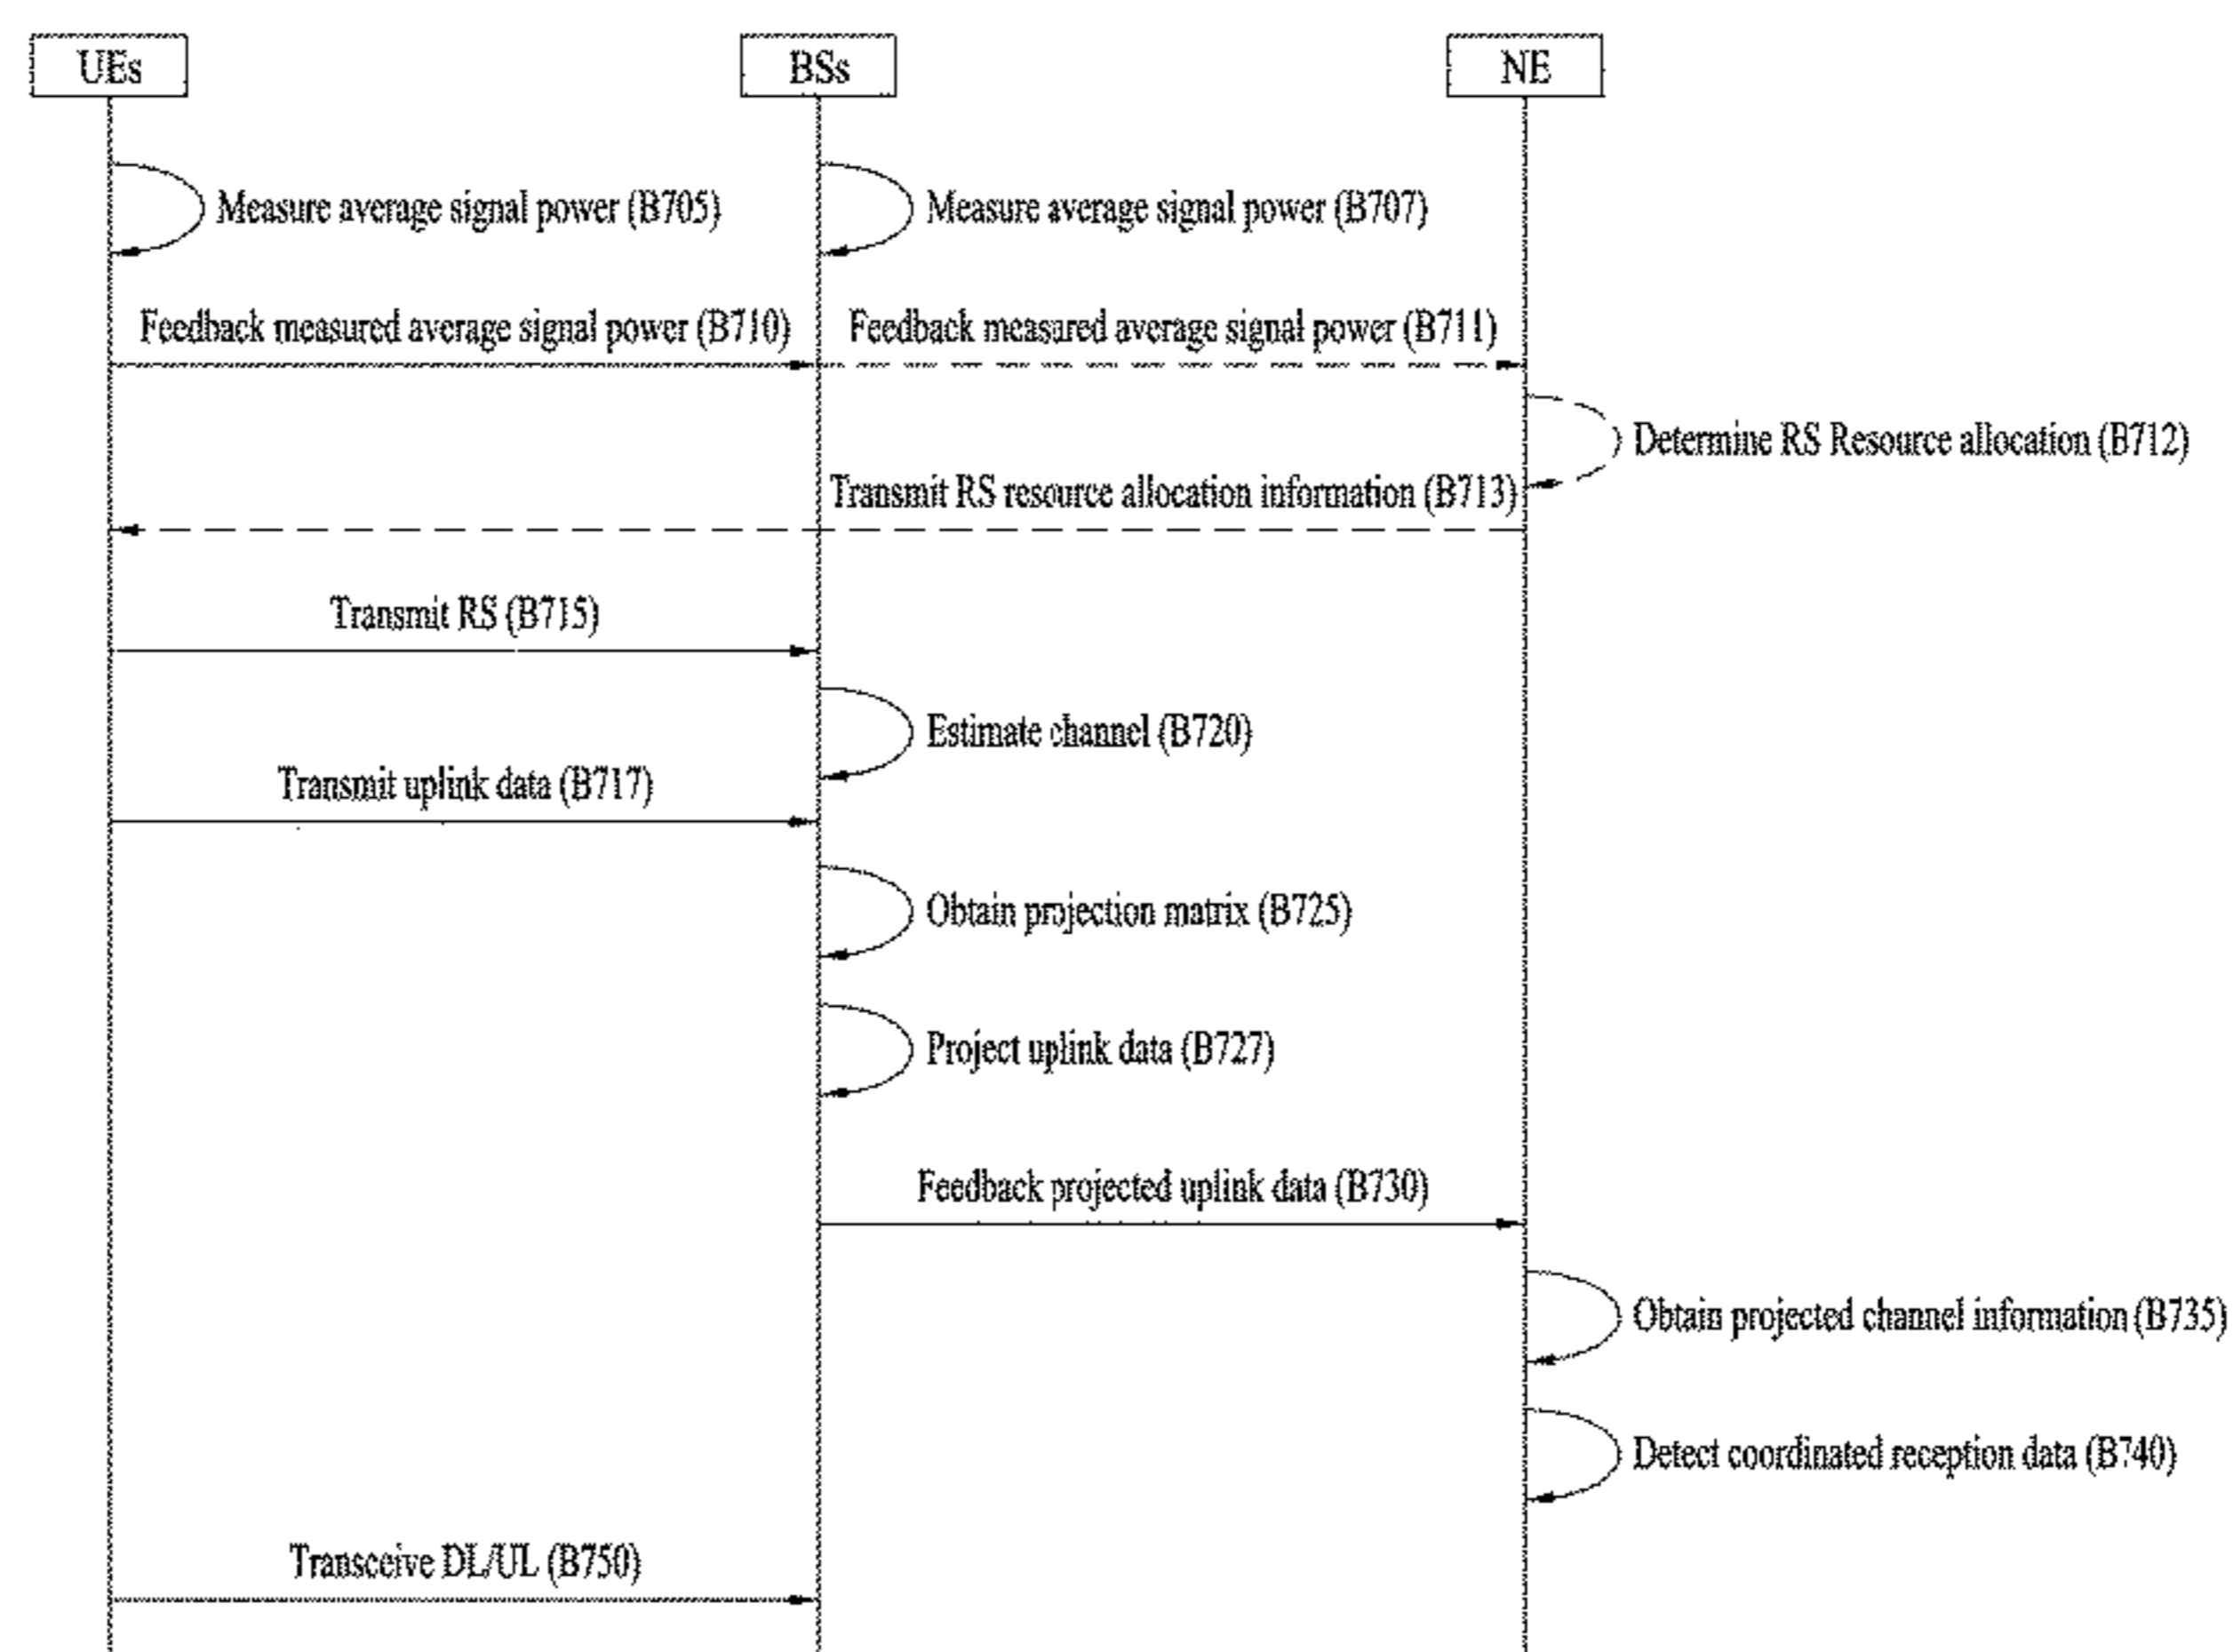 UEs
BSs
NE
Measure average signal power (B705)
Measure average signal power (B707)
Feedback measured average signal power (B710)
Feedback measured average signal power (B711)
Determine RS Resource allocation (B712)
Transmit RS resource allocation information (B713)
Transmit RS (B715)
Estimate channel (B720)
Transmit uplink data (B717)
Obtain projection matrix (B725)
Project uplink data (B727)
Feedback projected uplink data (B730)
Obtain projected channel information (B735)
Detect coordinated reception data (B740)
Transceive DL/UL (B750)